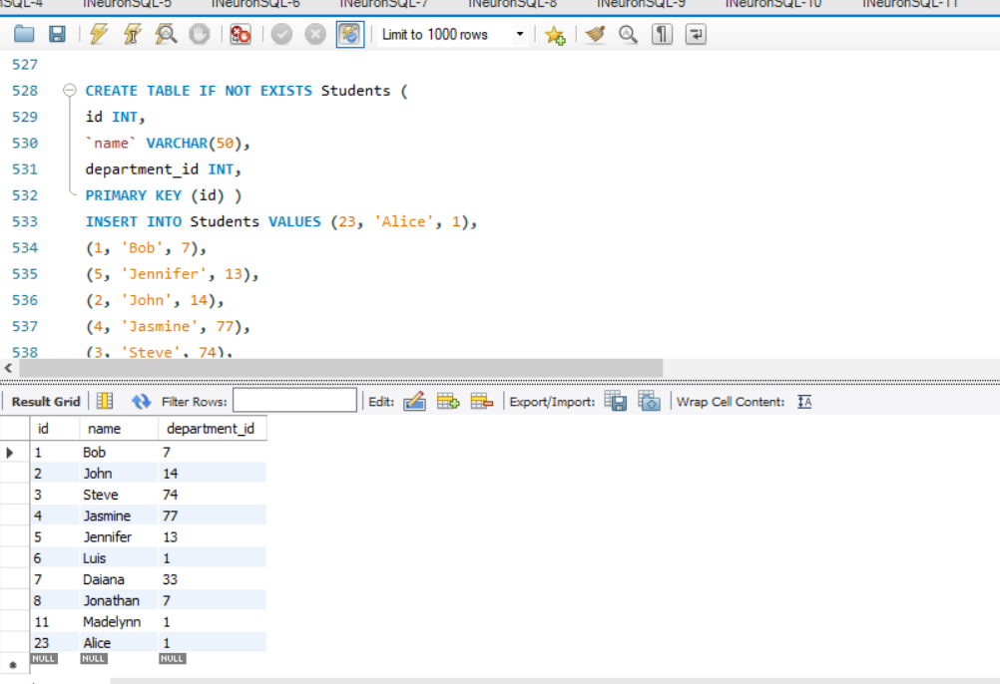 nSQL-4 iNeuronSQL-5 iNeuronSQL-6 iNeuronSQL-7 iNeuronSQL-8 iNeuronSQL-9 iNeuronSQL-10 iNeuronSQL-11
Limit to 1000 rows
527
528 CREATE TABLE IF NOT EXISTS Students (
529 id INT,
530 `name` VARCHAR(50),
531 department_id INT,
532 PRIMARY KEY (id) )
533 INSERT INTO Students VALUES (23, 'Alice', 1),
534 (1, 'Bob', 7),
535 (5, 'Jennifer', 13),
536 (2, 'John', 14),
537 (4, 'Jasmine', 77),
538 (3, 'Steve', 74),
Result Grid Filter Rows: Edit: Export/Import: Wrap Cell Content: IA
id name department_id
1 Bob 7
2 John 14
3 Steve 74
4 Jasmine 77
5 Jennifer 13
6 Luis 1
7 Daiana 33
8 Jonathan 7
11 Madelynn 1
23 Alice 1
NULL NULL NULL